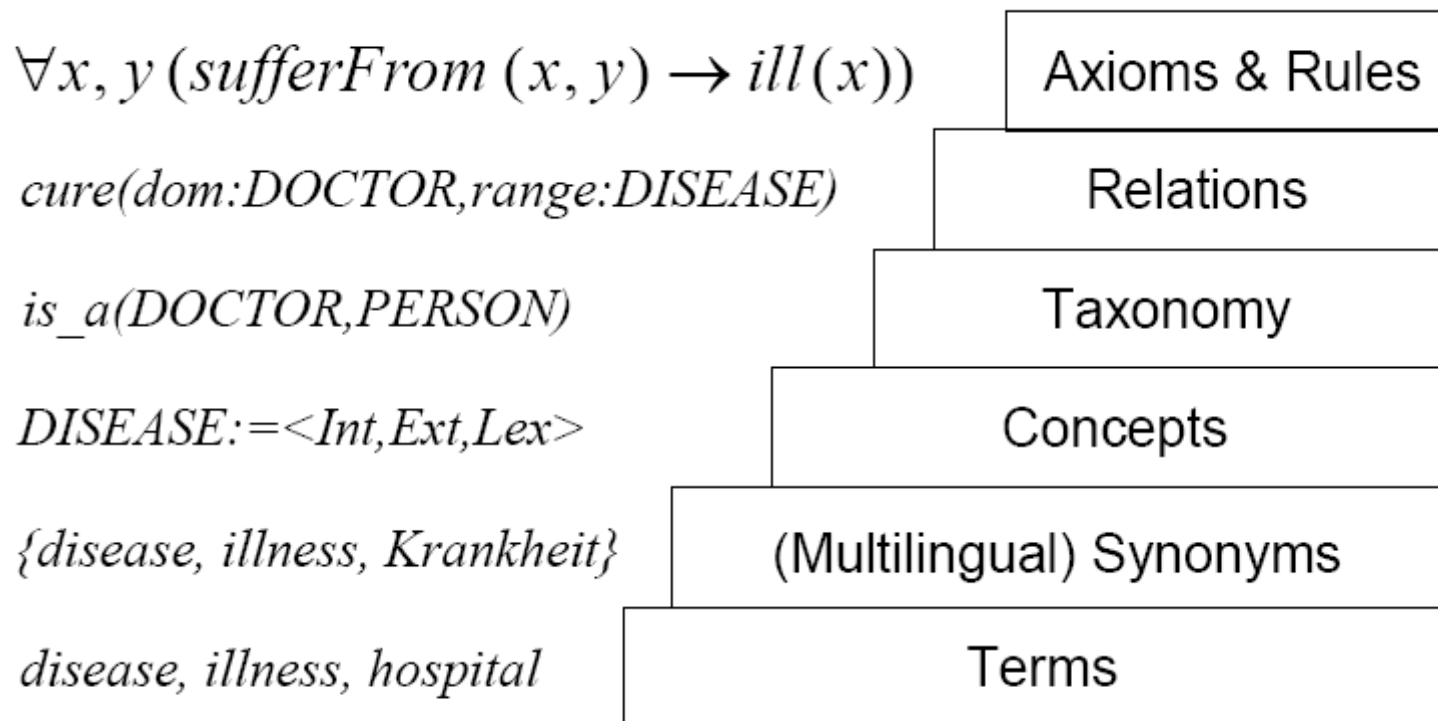 ∀x, y (sufferFrom (x, y) → ill(x)) Axioms & Rules
cure(dom:DOCTOR,range:DISEASE) Relations
is_a(DOCTOR,PERSON) Taxonomy
DISEASE:=<Int,Ext,Lex> Concepts
{disease, illness, Krankheit} (Multilingual) Synonyms
disease, illness, hospital Terms